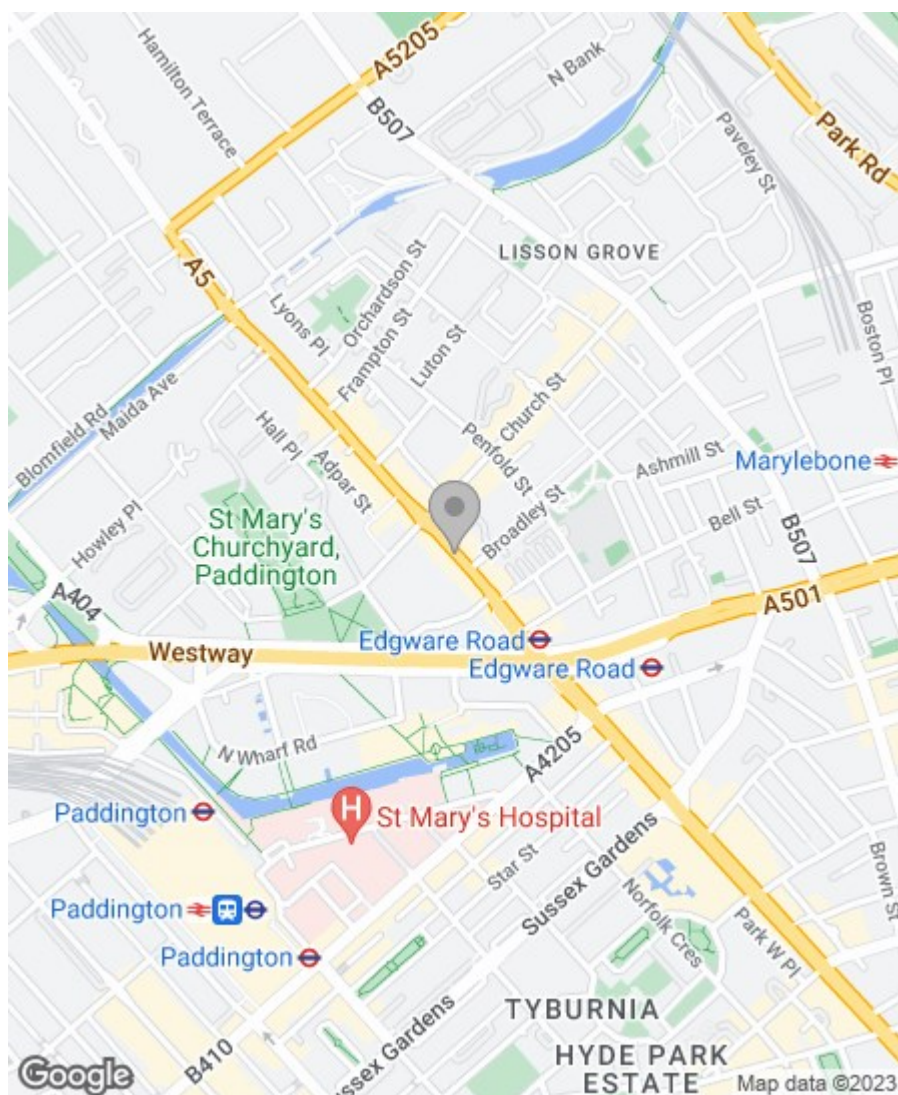 A5205
N Bank
Hamilton Terrace
B507
Paveley St
Park Rd
LISSON GROVE
A5
Orchardson St
Lyons Pl
Frampton St
Luton St
Boston Pl
Maida Ave
Blomfield Rd
Church St
Hall Pl
Penfold St
Adpar St
Ashmill St
Marylebone
Howley Pl
St Mary's
Churchyard,
Paddington
Broadley St
Bell St
B507
A404
A501
Edgware Road
Westway
Edgware Road
N Wharf Rd
A4205
Paddington
H
St Mary's Hospital
Star St
Sussex Gardens
Brown St
Paddington
Norfolk Cres
Park W Pl
Paddington
TYBURNIA
B410
ussex Gardens
HYDE PARK
ESTATE
Google
Map data ©2023